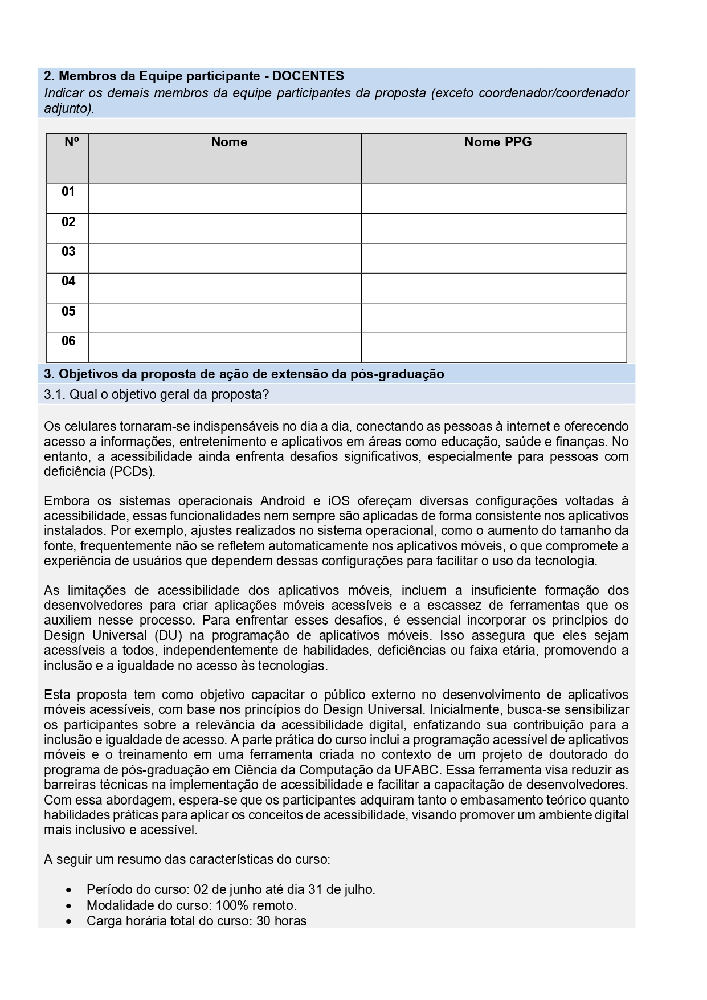 2. Membros da Equipe participante - DOCENTES
Indicar os demais membros da equipe participantes da proposta (exceto coordenador/coordenador
adjunto).
Nº Nome Nome PPG
01
02
03
04
05
06
3. Objetivos da proposta de ação de extensão da pós-graduação
3.1. Qual o objetivo geral da proposta?
Os celulares tornaram-se indispensáveis no dia a dia, conectando as pessoas à internet e oferecendo
acesso a informações, entretenimento e aplicativos em áreas como educação, saúde e finanças. No
entanto, a acessibilidade ainda enfrenta desafios significativos, especialmente para pessoas com
deficiência (PCDs).
Embora os sistemas operacionais Android e iOS ofereçam diversas configurações voltadas à
acessibilidade, essas funcionalidades nem sempre são aplicadas de forma consistente nos aplicativos
instalados. Por exemplo, ajustes realizados no sistema operacional, como o aumento do tamanho da
fonte, frequentemente não se refletem automaticamente nos aplicativos móveis, o que compromete a
experiência de usuários que dependem dessas configurações para facilitar o uso da tecnologia.
As limitações de acessibilidade dos aplicativos móveis, incluem a insuficiente formação dos
desenvolvedores para criar aplicações móveis acessíveis e a escassez de ferramentas que os
auxiliem nesse processo. Para enfrentar esses desafios, é essencial incorporar os princípios do
Design Universal (DU) na programação de aplicativos móveis. Isso assegura que eles sejam
acessíveis a todos, independentemente de habilidades, deficiências ou faixa etária, promovendo a
inclusão e a igualdade no acesso às tecnologias.
Esta proposta tem como objetivo capacitar o público externo no desenvolvimento de aplicativos
móveis acessíveis, com base nos princípios do Design Universal. Inicialmente, busca-se sensibilizar
os participantes sobre a relevância da acessibilidade digital, enfatizando sua contribuição para a
inclusão e igualdade de acesso. A parte prática do curso inclui a programação acessível de aplicativos
móveis e o treinamento em uma ferramenta criada no contexto de um projeto de doutorado do
programa de pós-graduação em Ciência da Computação da UFABC. Essa ferramenta visa reduzir as
barreiras técnicas na implementação de acessibilidade e facilitar a capacitação de desenvolvedores.
Com essa abordagem, espera-se que os participantes adquiram tanto o embasamento teórico quanto
habilidades práticas para aplicar os conceitos de acessibilidade, visando promover um ambiente digital
mais inclusivo e acessível.
A seguir um resumo das características do curso:
• Período do curso: 02 de junho até dia 31 de julho.
• Modalidade do curso: 100% remoto.
• Carga horária total do curso: 30 horas